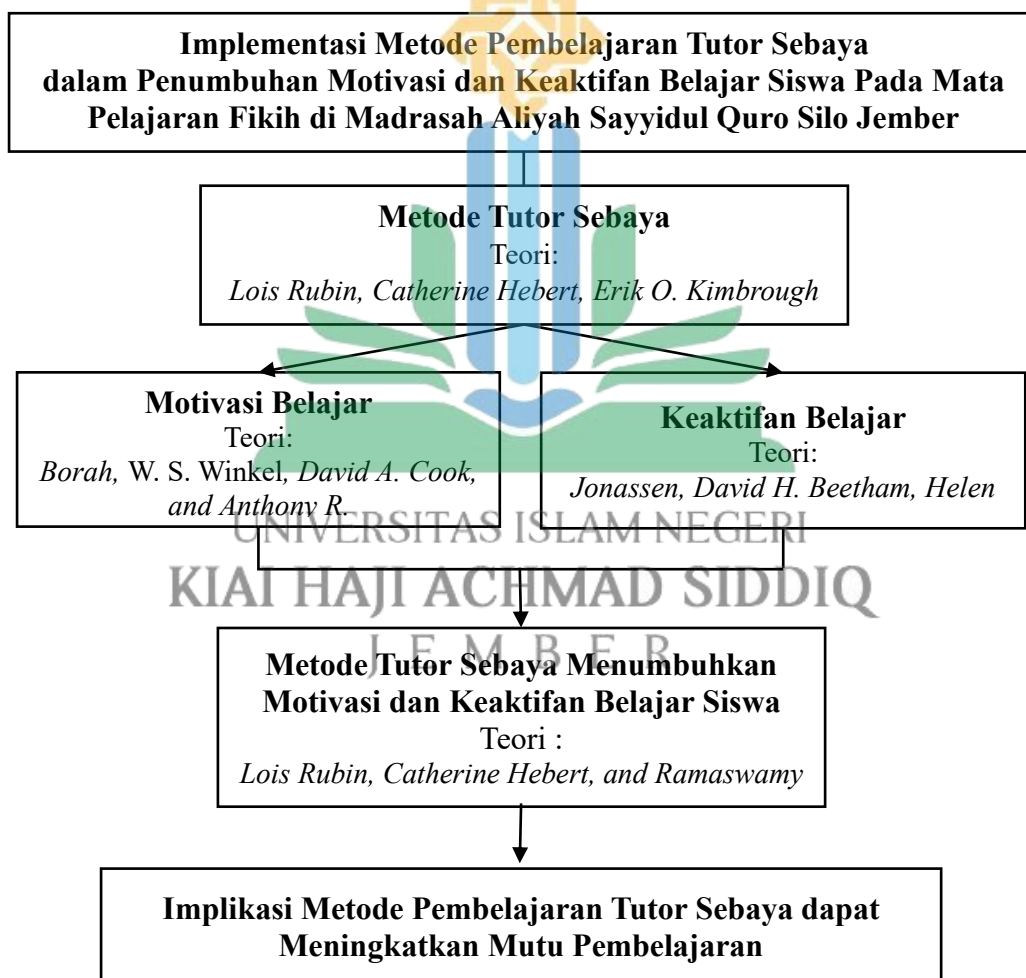 Implementasi Metode Pembelajaran Tutor Sebaya
dalam Penumbuhan Motivasi dan Keaktifan Belajar Siswa Pada Mata
Pelajaran Fikih di Madrasah Aliyah Sayyidul Quro Silo Jember
Metode Tutor Sebaya
Teori:
Lois Rubin, Catherine Hebert, Erik O. Kimbrough
Motivasi Belajar
Teori:
Borah, W. S. Winkel, David A. Cook,
and Anthony R.
Keaktifan Belajar
Teori:
Jonassen, David H. Beetham, Helen
UNIVERSITAS ISLAM NEGERI
KIAI HAJI ACHMAD SIDDIQ
J E M B E R
Metode Tutor Sebaya Menumbuhkan
Motivasi dan Keaktifan Belajar Siswa
Teori :
Lois Rubin, Catherine Hebert, and Ramaswamy
Implikasi Metode Pembelajaran Tutor Sebaya dapat
Meningkatkan Mutu Pembelajaran